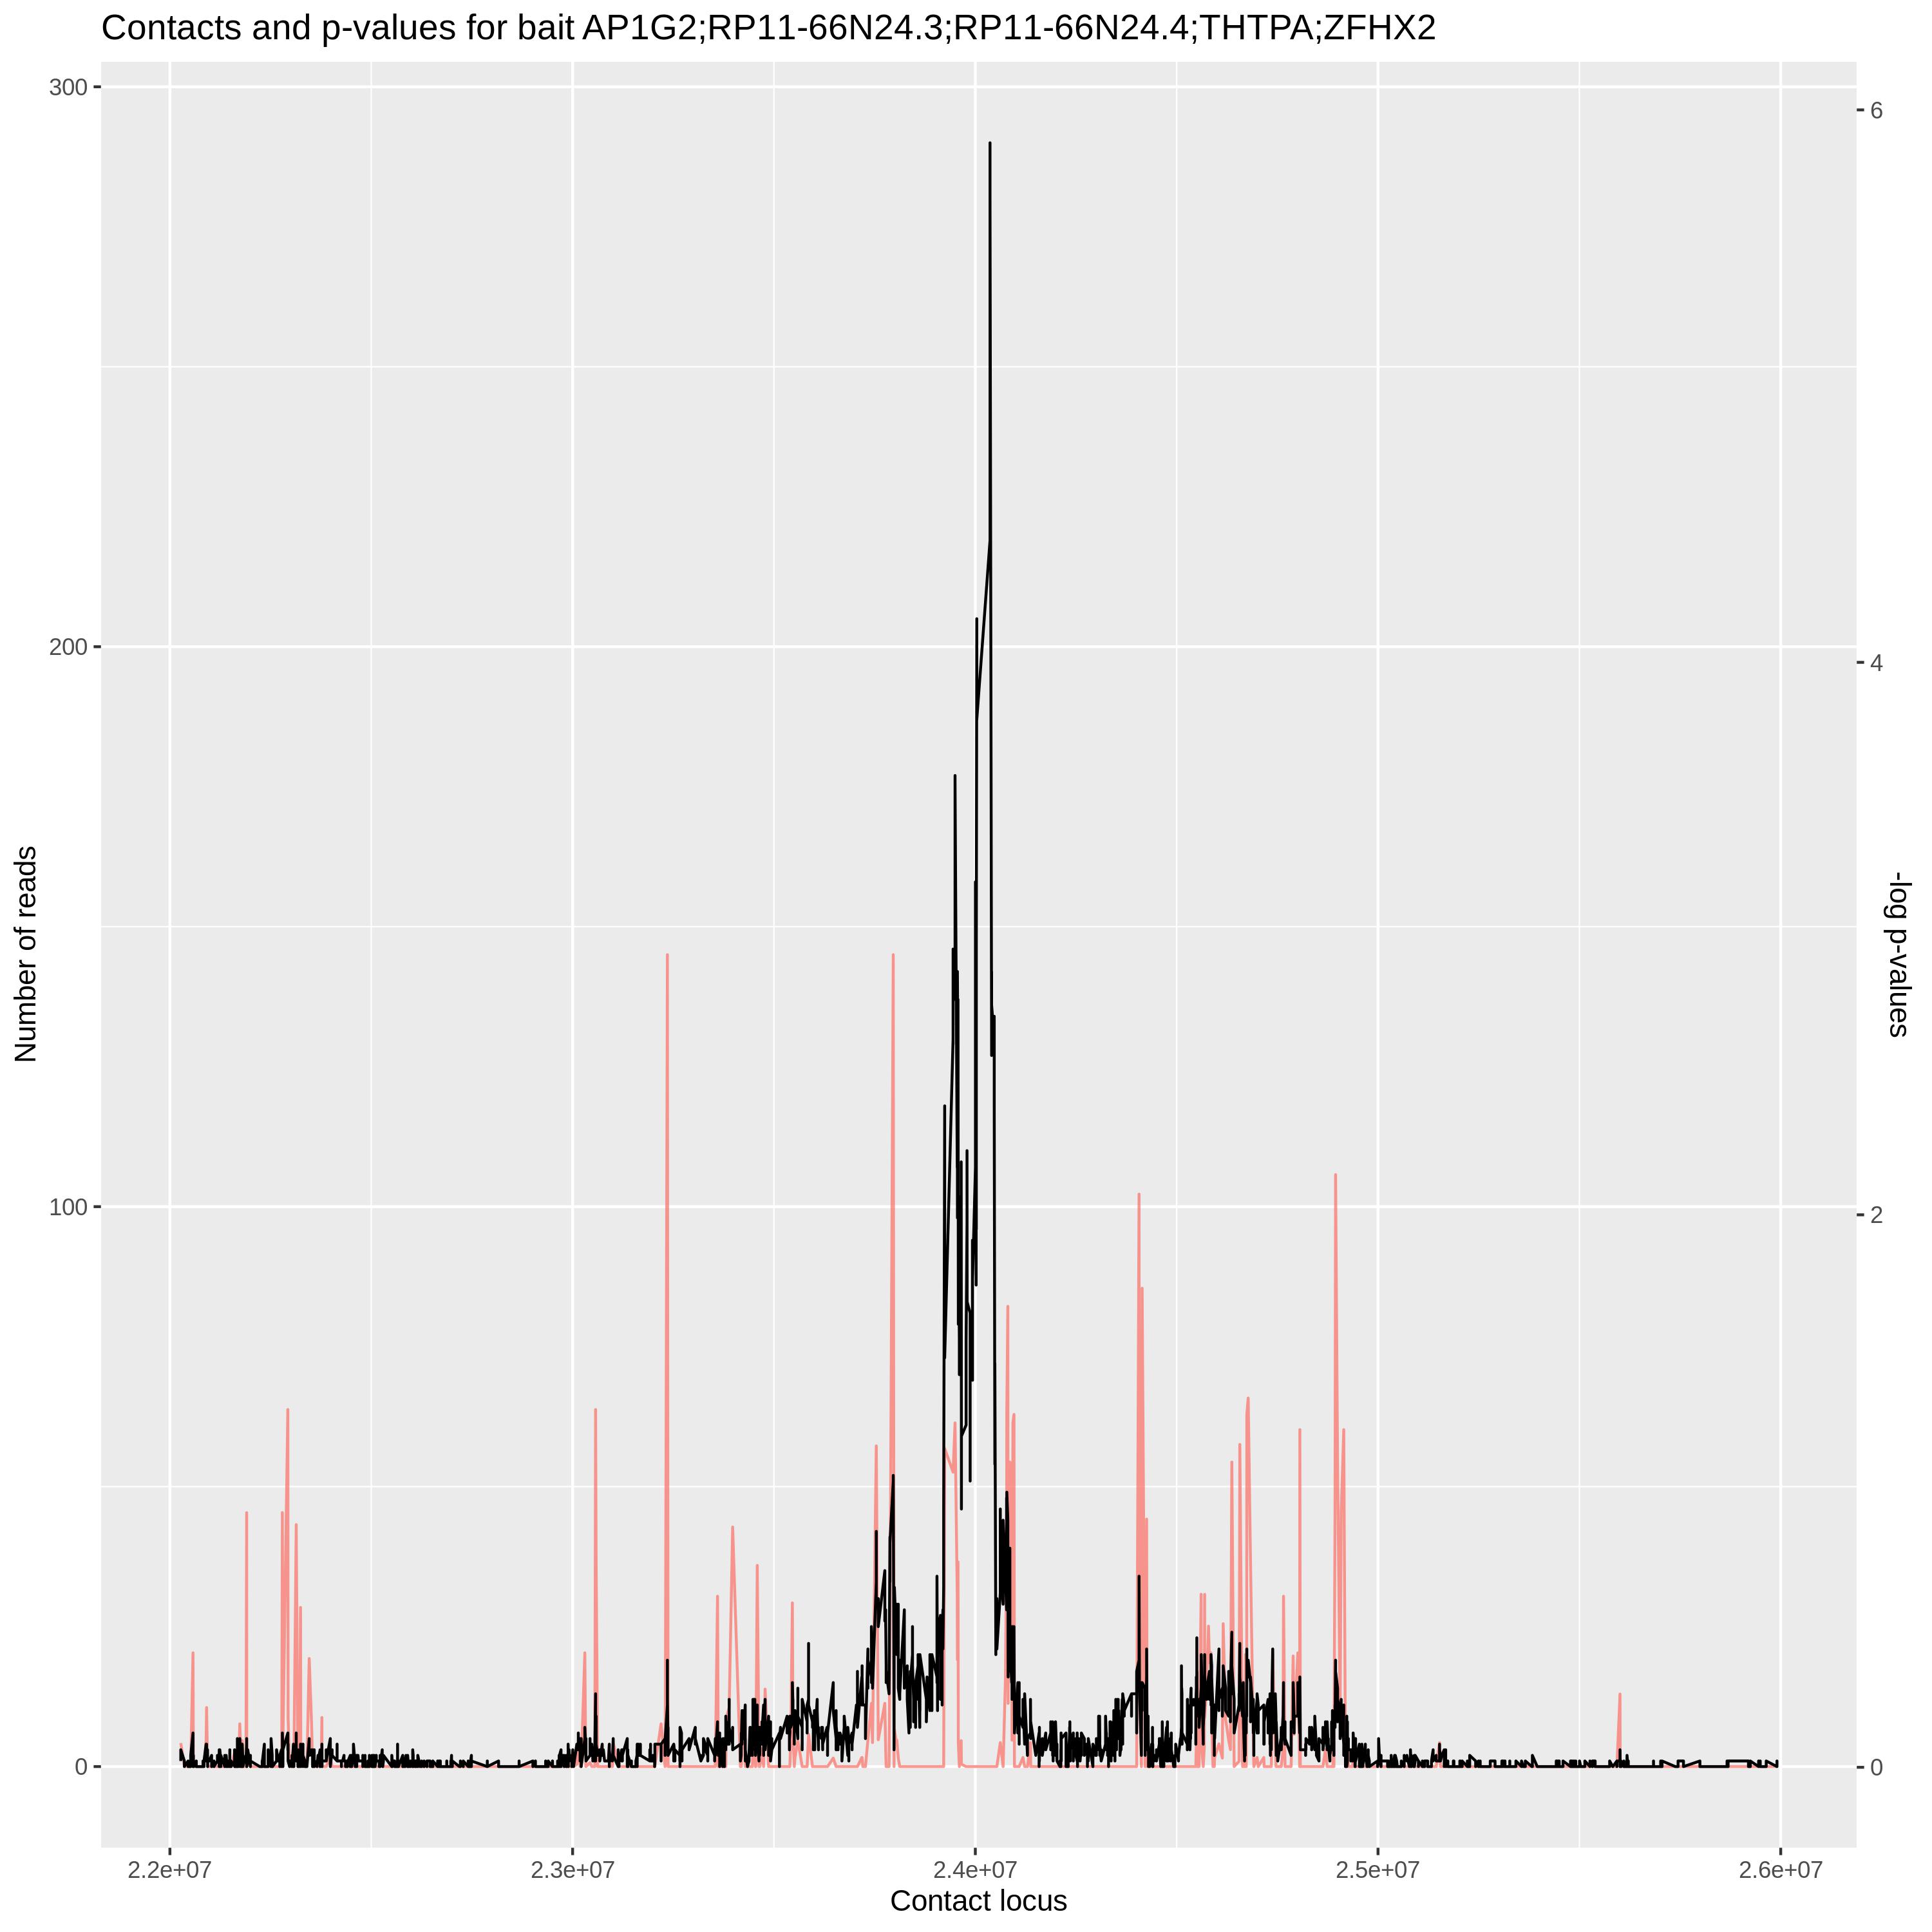 Contacts and p-values for bait AP1G2;RP11-66N24.3;RP11-66N24.4;THTPA;ZFHX2
300
200
100
0
Number of reads
6
4
2
0
-log p-values
2.2e+07
2.3e+07
2.4e+07
2.5e+07
2.6e+07
Contact locus